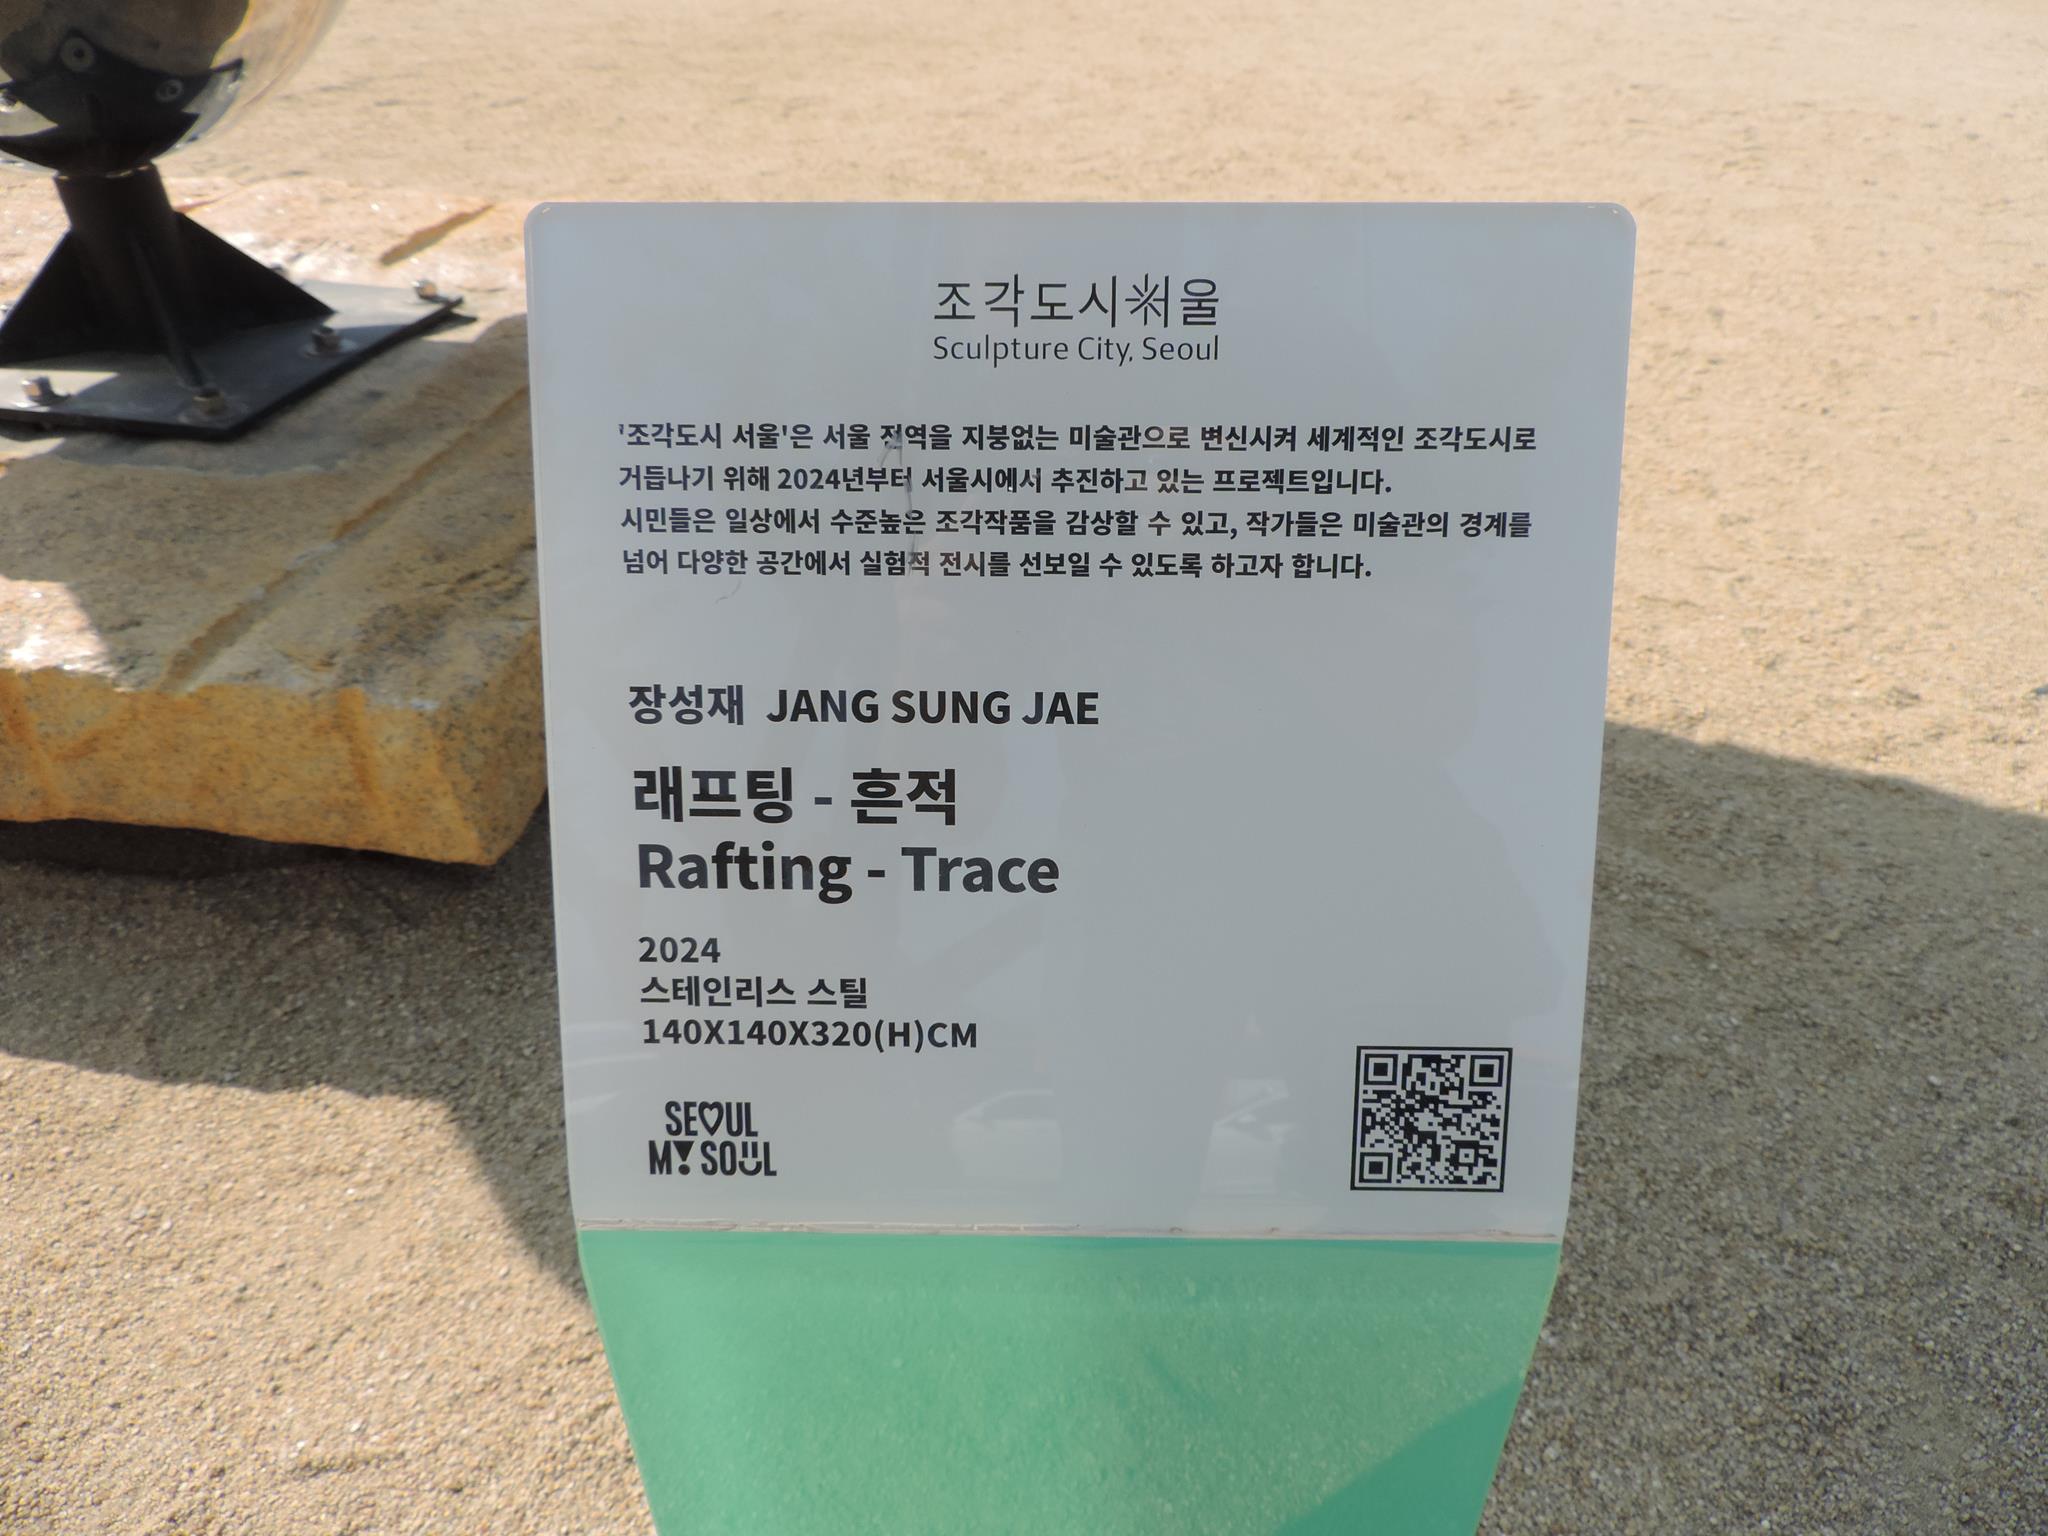 조각도시서울
Sculpture City, Seoul
'조각도시 서울'은 서울 전역을 지붕없는 미술관으로 변신시켜 세계적인 조각도시로
거듭나기 위해 2024년부터 서울시에서 추진하고 있는 프로젝트입니다.
시민들은 일상에서 수준높은 조각작품을 감상할 수 있고, 작가들은 미술관의 경계를
넘어 다양한 공간에서 실험적 전시를 선보일 수 있도록 하고자 합니다.
장성재 JANG SUNG JAE
래프팅 - 흔적
Rafting - Trace
2024
스테인리스 스틸
140X140X320(H)CM
SEOUL
MY SOUL